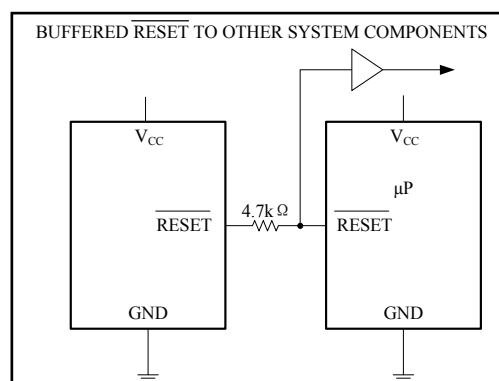 BUFFERED RESET TO OTHER SYSTEM COMPONENTS
VCC
VCC
μP
4.7kΩ
RESET
RESET
GND
GND